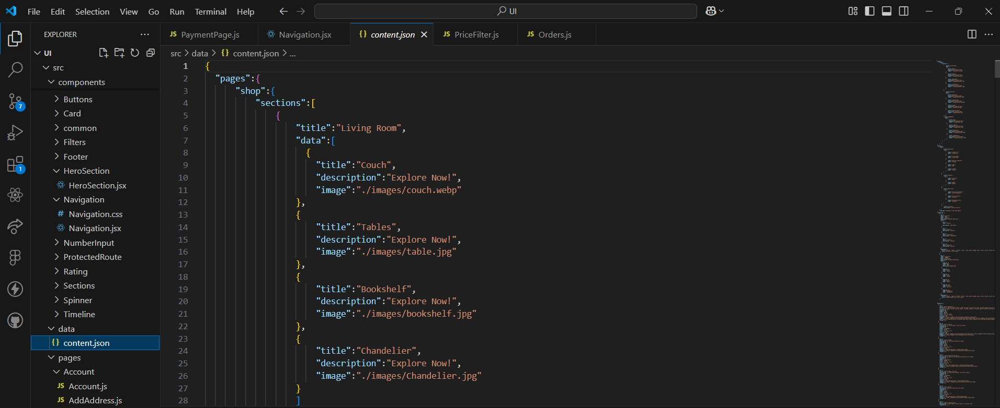 File Edit Selection View Go Run Terminal Help
UI
EXPLORER
UI
src
components
Buttons
Card
common
Filters
Footer
HeroSection
HeroSection.jsx
Navigation
Navigation.css
Navigation.jsx
NumberInput
ProtectedRoute
Rating
Sections
Spinner
Timeline
data
{} content.json
pages
Account
JS Account.js
JS AddAddress.js
7
1
JS PaymentPage.js
Navigation.jsx
{} content.json
JS PriceFilter.js
JS Orders.js
src > data > {} content.json > ...
1 {
2 "pages":{
3 "shop":{
4 "sections":[
5 {
6 "title":"Living Room",
7 "data":[
8 {
9 "title":"Couch",
10 "description":"Explore Now!",
11 "image":"./images/couch.webp"
12 },
13 {
14 "title":"Tables",
15 "description":"Explore Now!",
16 "image":"./images/table.jpg"
17 },
18 {
19 "title":"Bookshelf",
20 "description":"Explore Now!",
21 "image":"./images/bookshelf.jpg"
22 },
23 {
24 "title":"Chandelier",
25 "description":"Explore Now!",
26 "image":"./images/Chandelier.jpg"
27 }
28 ]